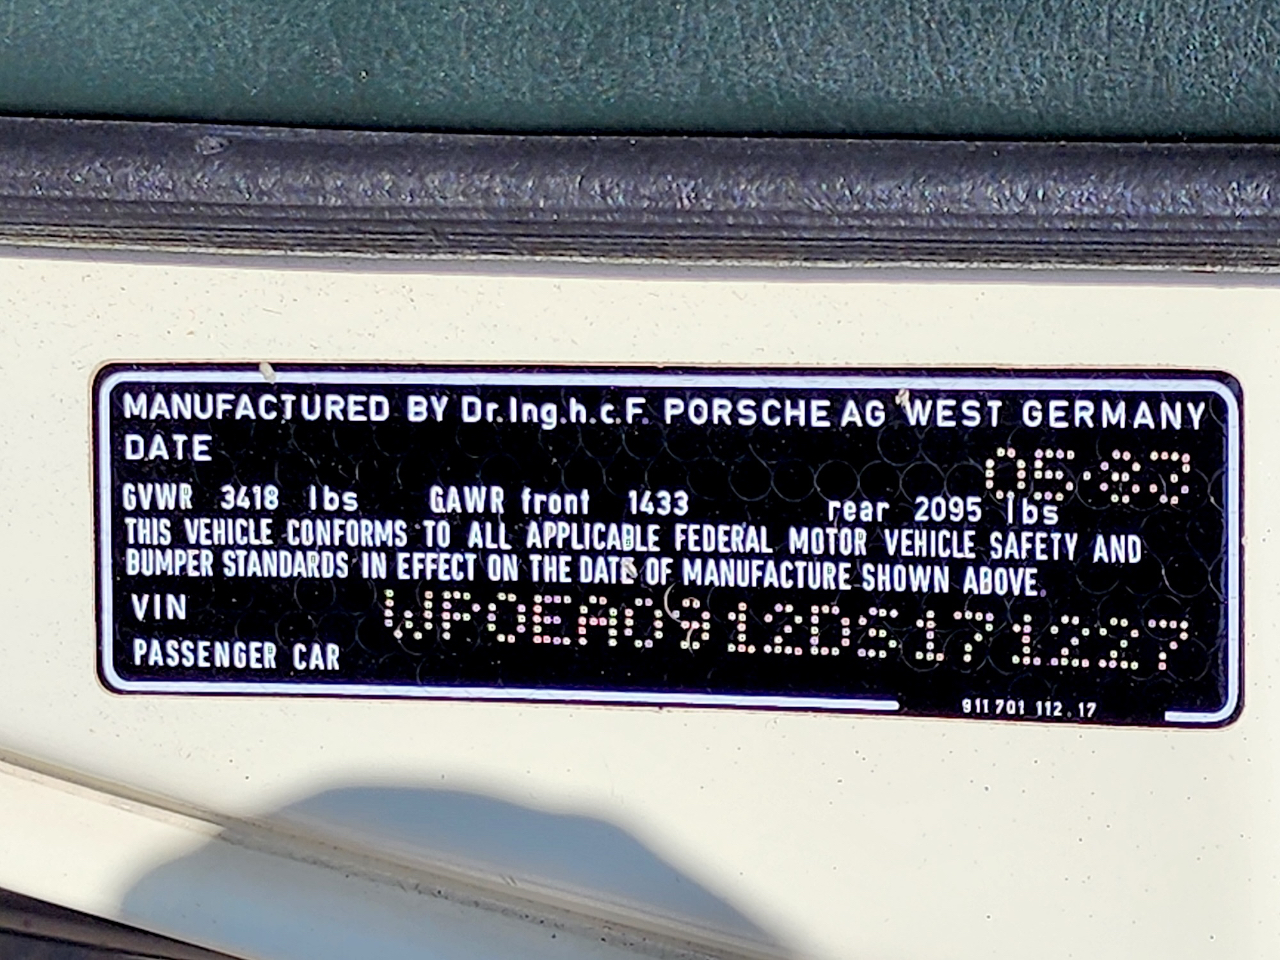 MANUFACTURED BY Dr.Ing.h.c.F. PORSCHE AG WEST GERMANY
DATE 05-83
GVWR 3418 lbs GAWR front 1433 rear 2095 lbs
THIS VEHICLE CONFORMS TO ALL APPLICABLE FEDERAL MOTOR VEHICLE SAFETY AND
BUMPER STANDARDS IN EFFECT ON THE DATE OF MANUFACTURE SHOWN ABOVE.
VIN WP0EA0912DS171227
PASSENGER CAR
911 701 112.17